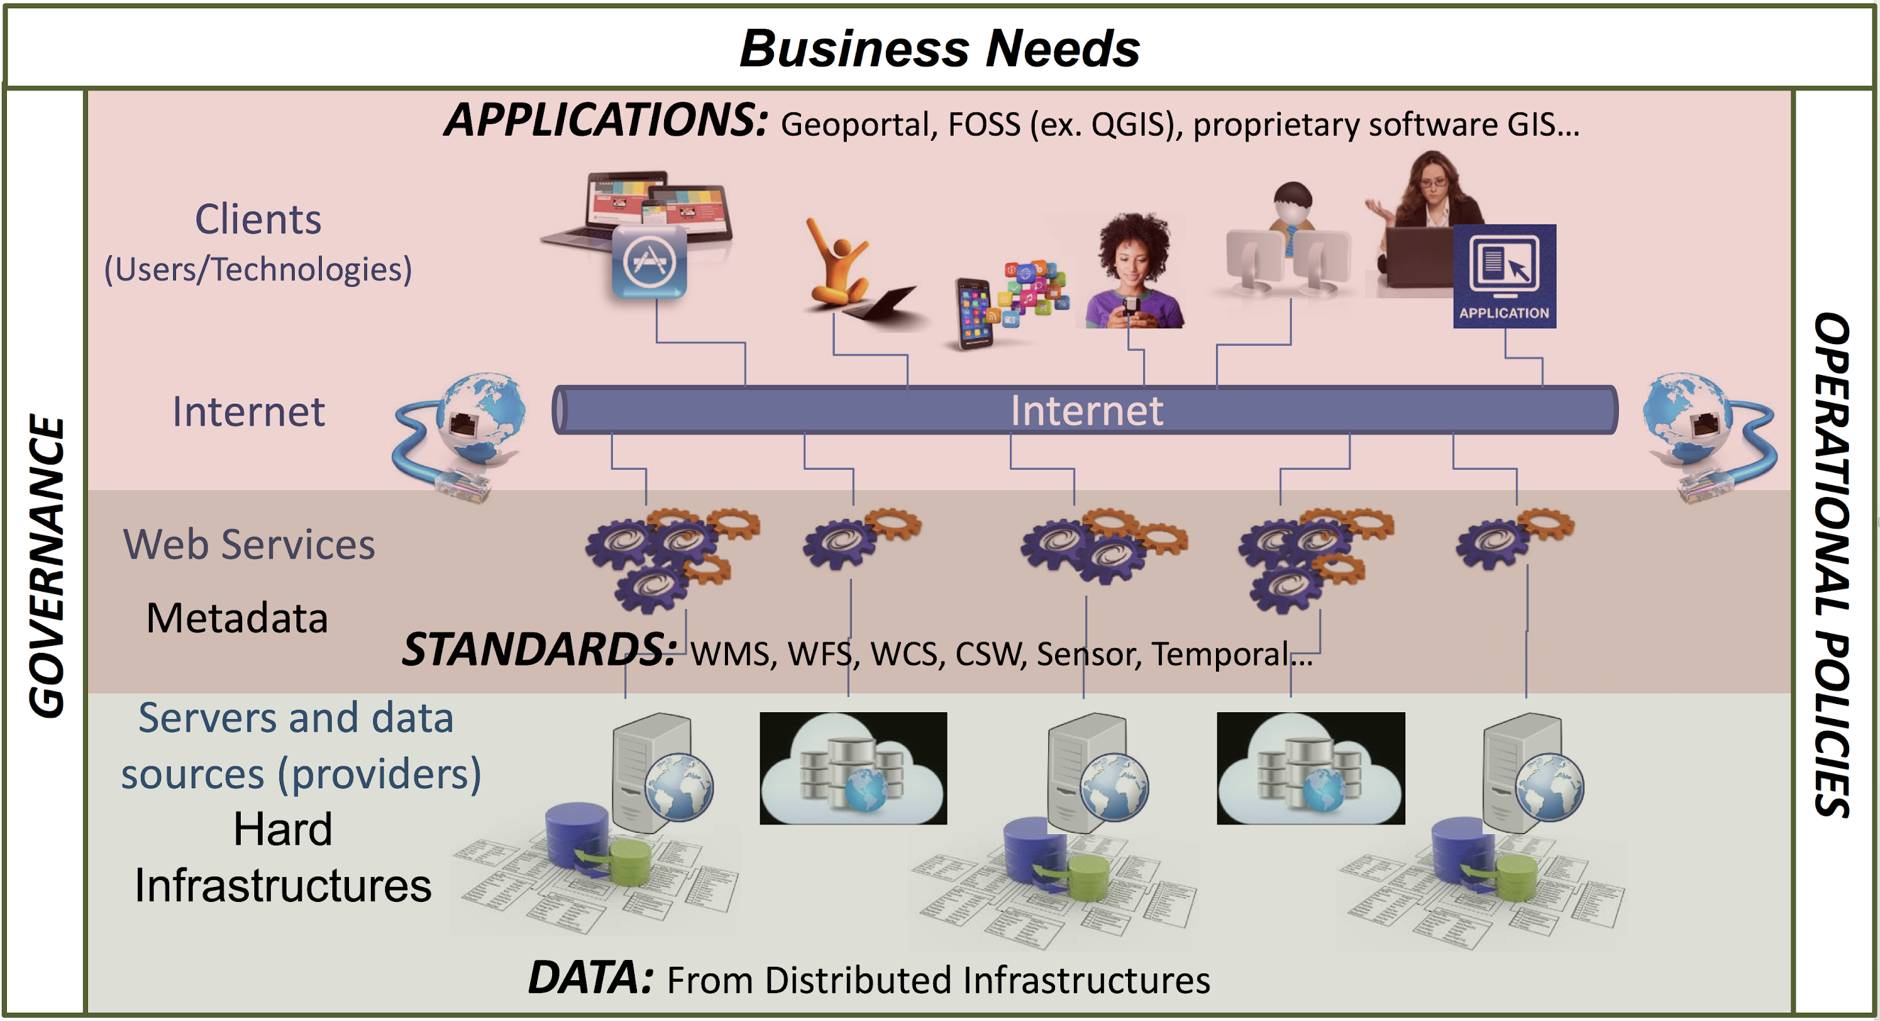 Business Needs
APPLICATIONS: Geoportal, FOSS (ex. QGIS), proprietary software GIS...
Clients
(Users/Technologies)
APPLICATION
Internet
Internet
GOVERNANCE
OPERATIONAL POLICIES
Web Services
Metadata
STANDARDS: WMS, WFS, WCS, CSW, Sensor, Temporal...
Servers and data
sources (providers)
Hard
Infrastructures
DATA: From Distributed Infrastructures